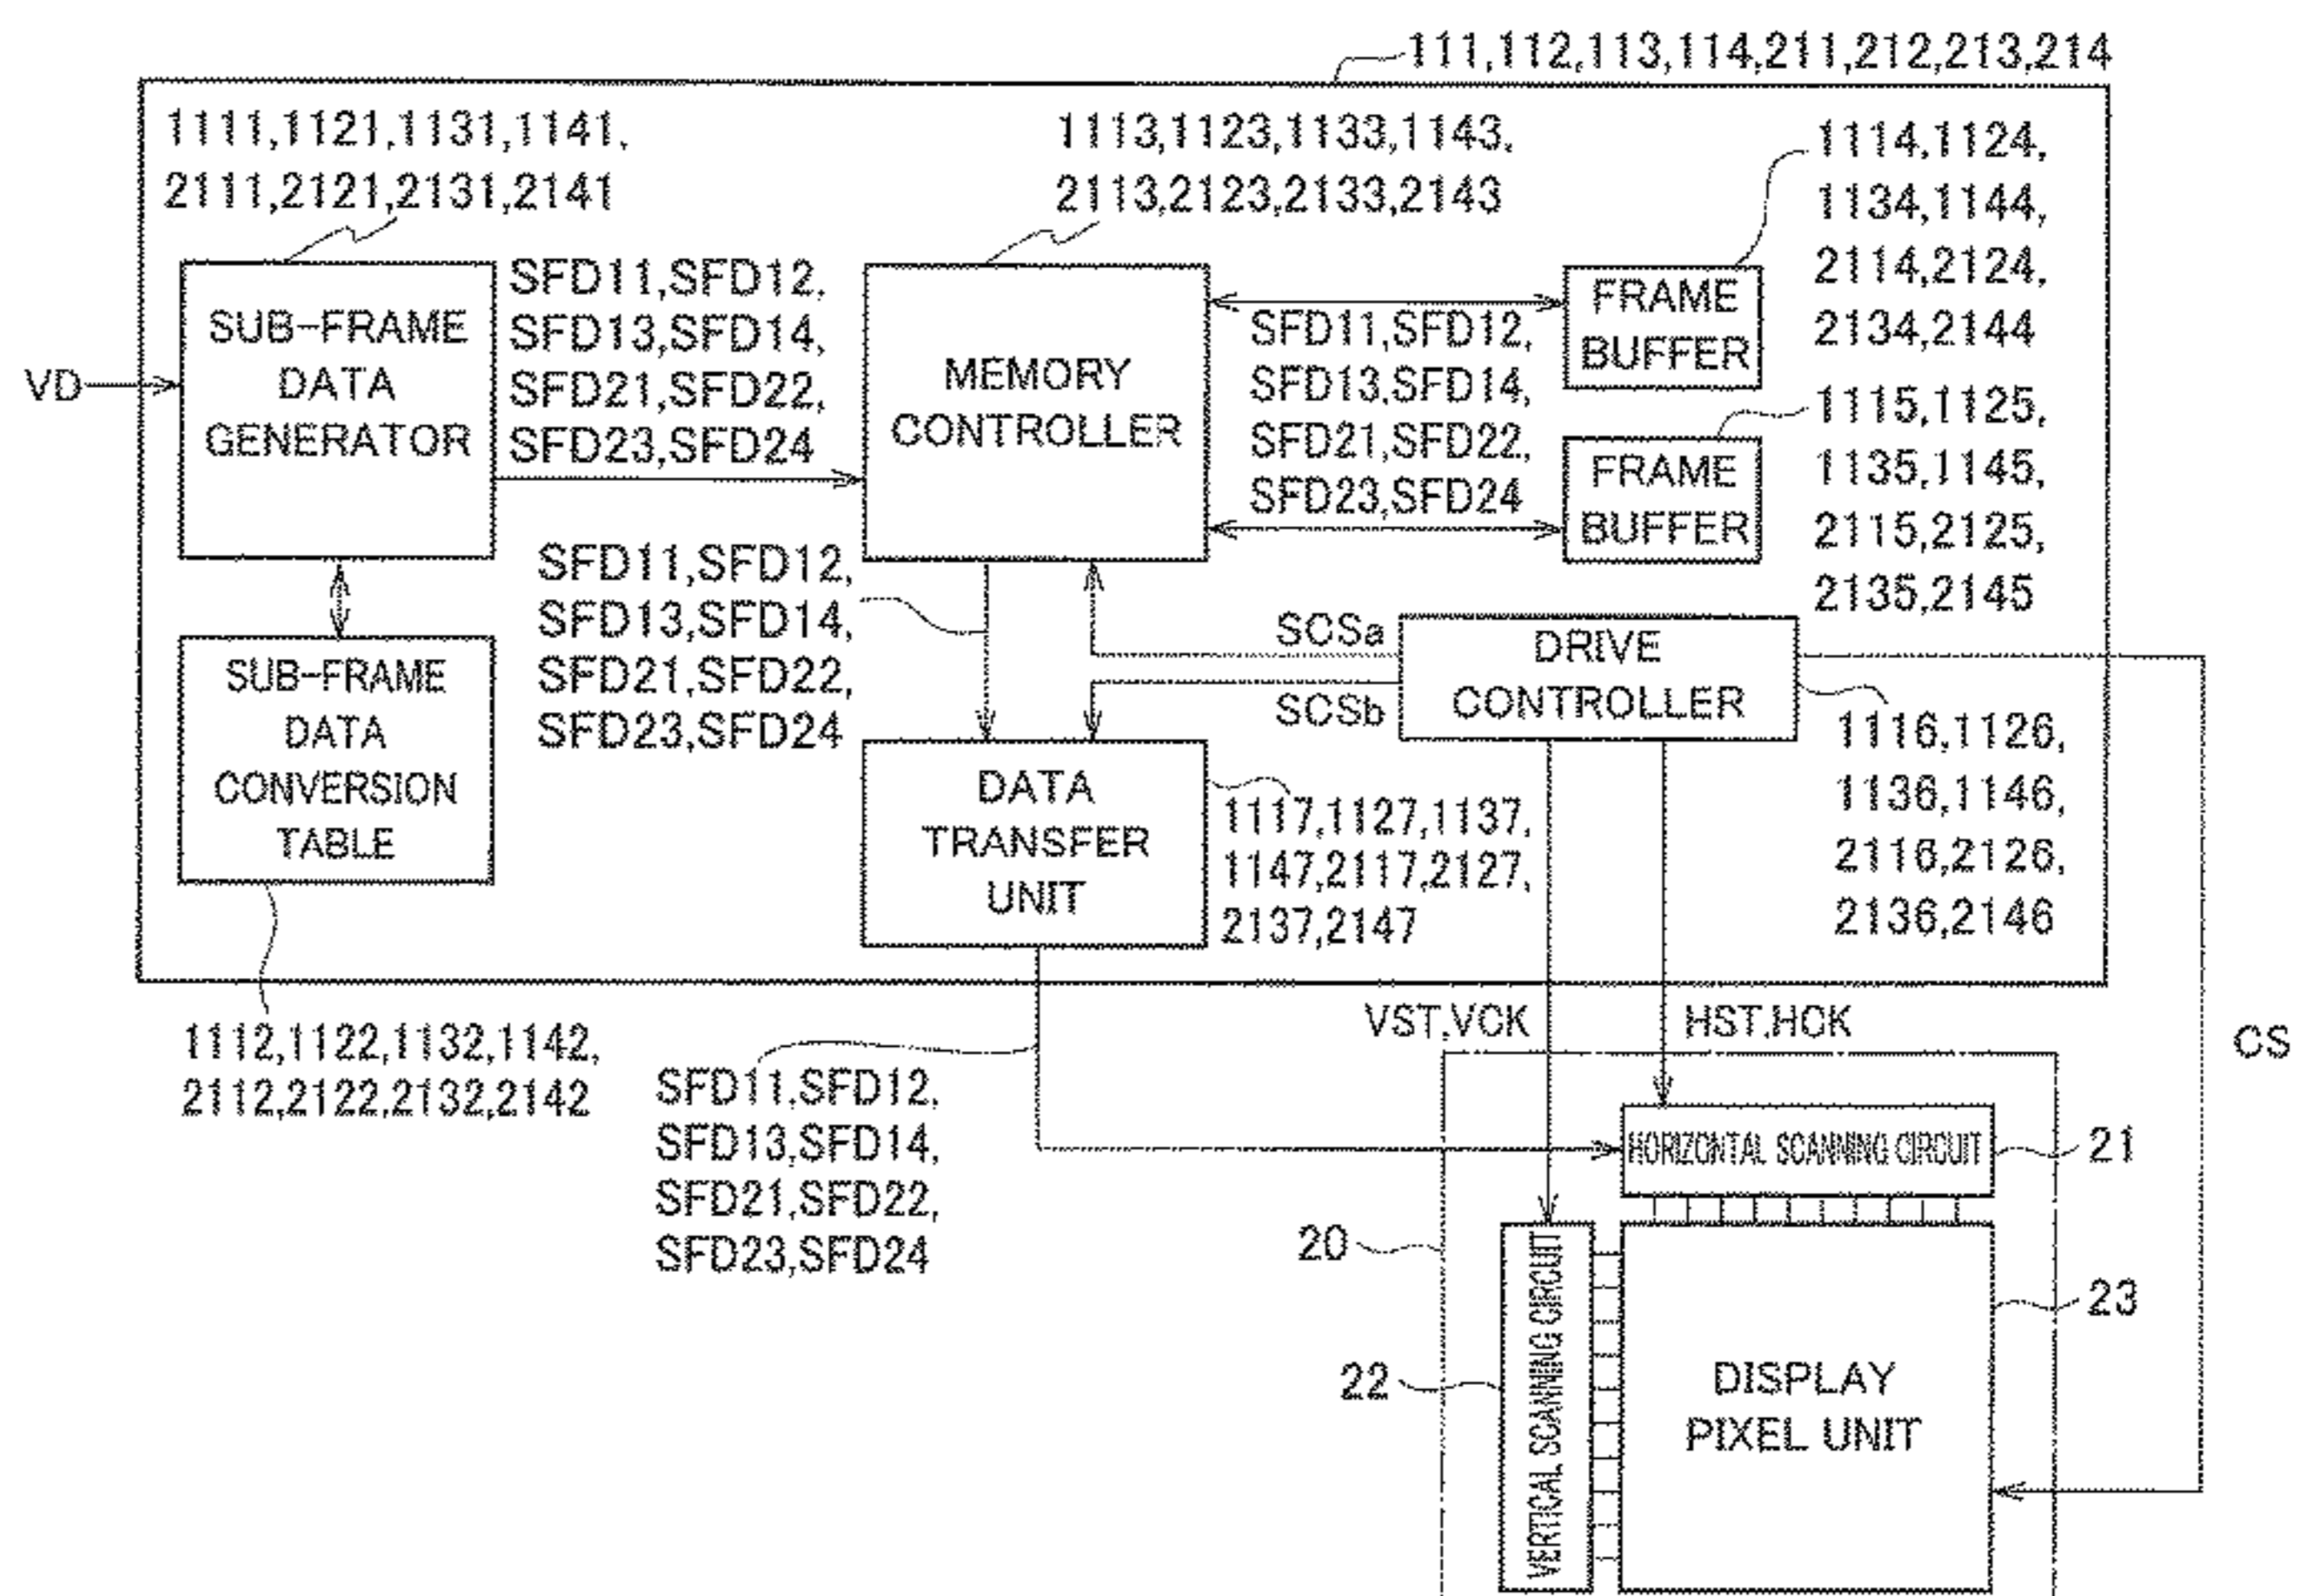 111,112,113,114,211,212,213,214
1111,1121,1131,1141,
2111,2121,2131,2141
1113,1123,1133,1143,
2113,2123,2133,2143
1114,1124,
1134,1144,
2114,2124,
2134,2144
VD
SUB-FRAME
DATA
GENERATOR
SFD11,SFD12,
SFD13,SFD14,
SFD21,SFD22,
SFD23,SFD24
MEMORY
CONTROLLER
SFD11,SFD12,
SFD13,SFD14,
SFD21,SFD22,
SFD23,SFD24
FRAME
BUFFER
FRAME
BUFFER
1115,1125,
1135,1145,
2115,2125,
2135,2145
SFD11,SFD12,
SFD13,SFD14,
SFD21,SFD22,
SFD23,SFD24
SUB-FRAME
DATA
CONVERSION
TABLE
SCSa
SCSb
DRIVE
CONTROLLER
1116,1126,
1136,1146,
2116,2126,
2136,2146
DATA
TRANSFER
UNIT
1117,1127,1137,
1147,2117,2127,
2137,2147
1112,1122,1132,1142,
2112,2122,2132,2142
VST,VCK
HST,HCK
CS
SFD11,SFD12,
SFD13,SFD14,
SFD21,SFD22,
SFD23,SFD24
HORIZONTAL SCANNING CIRCUIT
21
20
VERTICAL SCANNING CIRCUIT
22
23
DISPLAY
PIXEL UNIT